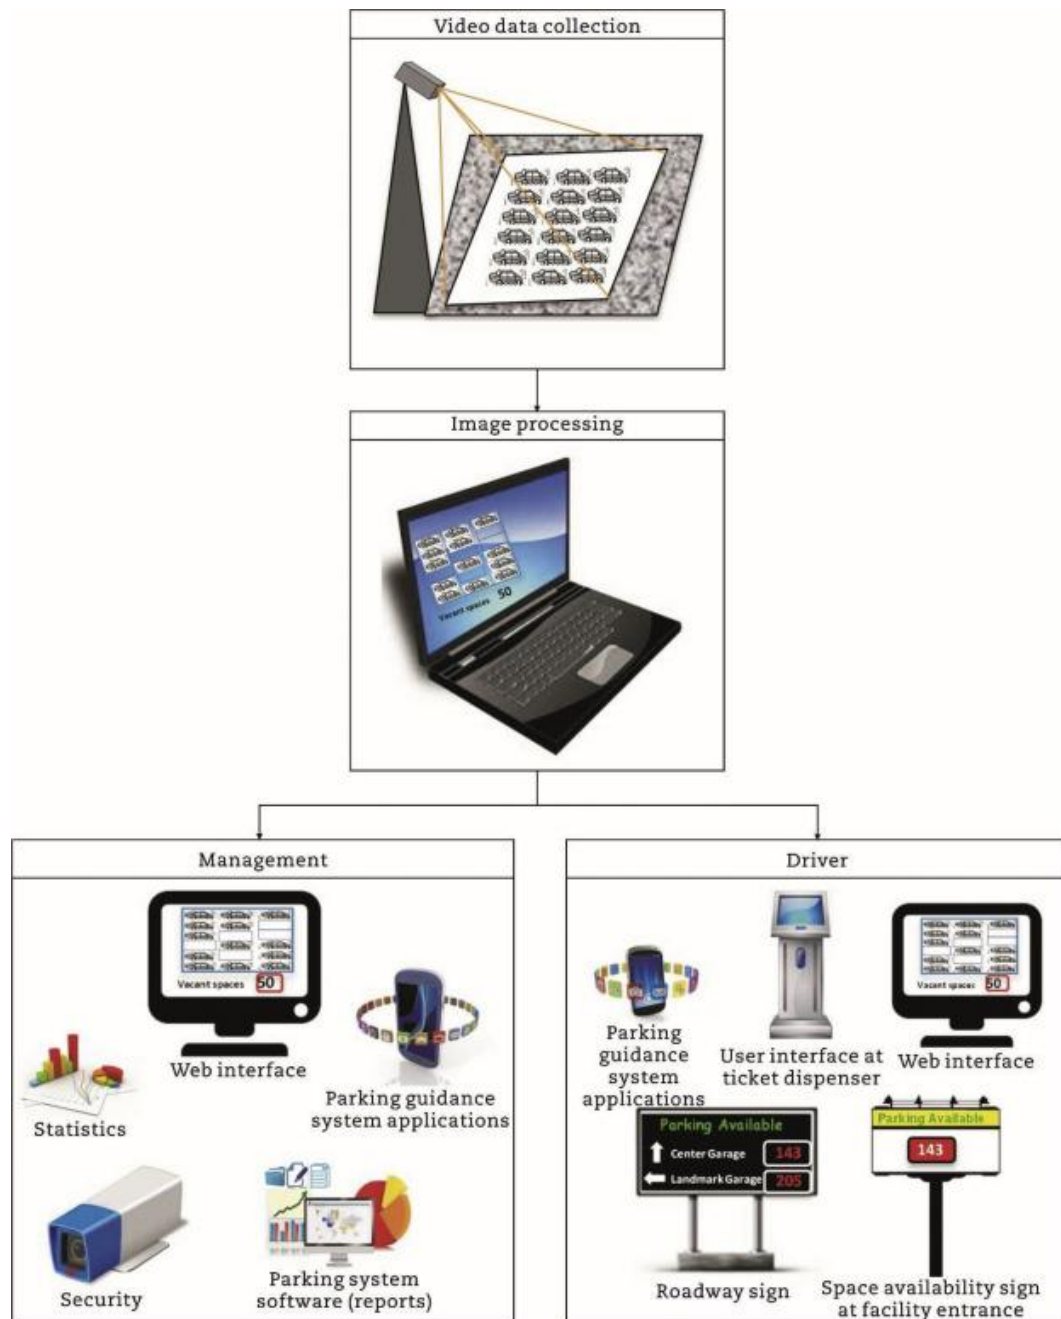 Video data collection
Image processing
Vacant spaces 50
Management
Vacant spaces 50
Web interface
Statistics
Parking guidance
system applications
Security
Parking system
software (reports)
Driver
Parking
guidance
system
applications
User interface at
ticket dispenser
Vacant spaces 50
Web interface
Parking Available
Center Garage 143
Landmark Garage 205
Roadway sign
Parking Available
143
Space availability sign
at facility entrance